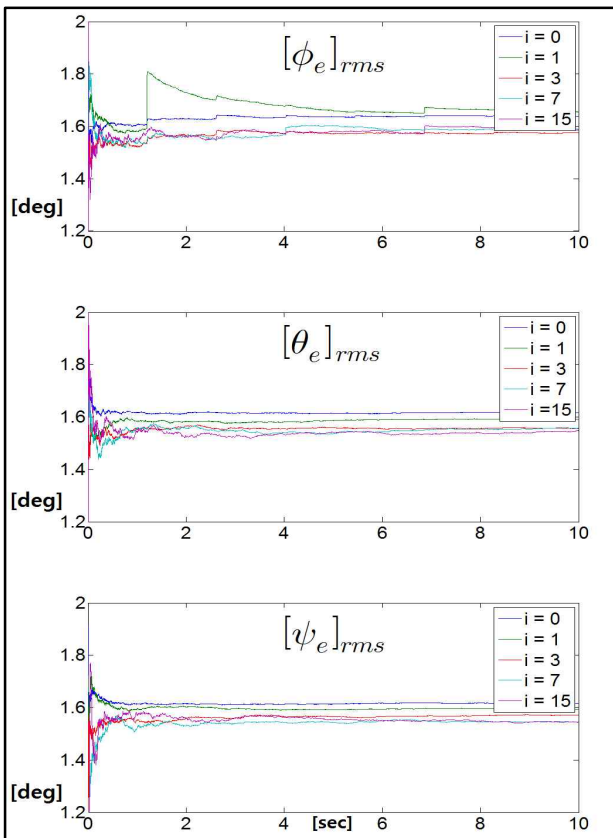 2
[ϕₑ]ᵣₘₛ
i = 0
i = 1
i = 3
i = 7
i = 15
1.8
1.6
1.4
[deg]
1.2
0 2 4 6 8 10
2
[θₑ]ᵣₘₛ
i = 0
i = 1
i = 3
i = 7
i =15
1.8
1.6
1.4
[deg]
1.2
0 2 4 6 8 10
2
[ψₑ]ᵣₘₛ
i = 0
i = 1
i = 3
i = 7
i = 15
1.8
1.6
1.4
[deg]
1.2
0 2 4 [sec] 6 8 10